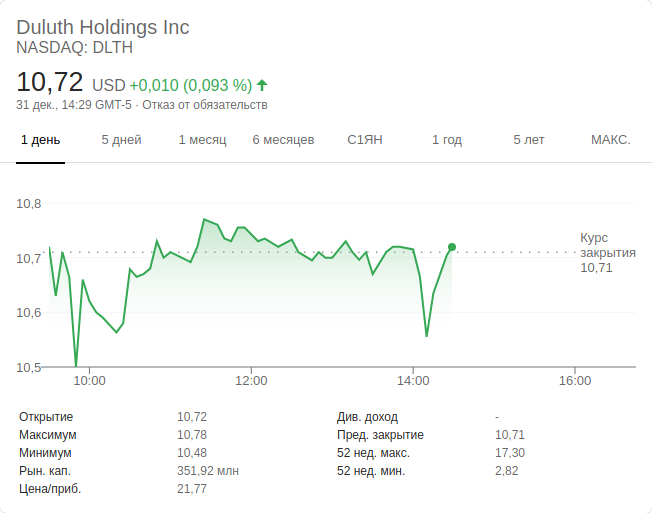 Duluth Holdings Inc
NASDAQ: DLTH
10,72 USD +0,010 (0,093 %)
31 дек., 14:29 GMT-5 · Отказ от обязательств
1 день 5 дней 1 месяц 6 месяцев С1ЯН 1 год 5 лет МАКС.
10,8
10,7
10,6
10,5
Курс
закрытия
10,71
10:00 12:00 14:00 16:00
Открытие 10,72 Див. доход -
Максимум 10,78 Пред. закрытие 10,71
Минимум 10,48 52 нед. макс. 17,30
Рын. кап. 351,92 млн 52 нед. мин. 2,82
Цена/приб. 21,77